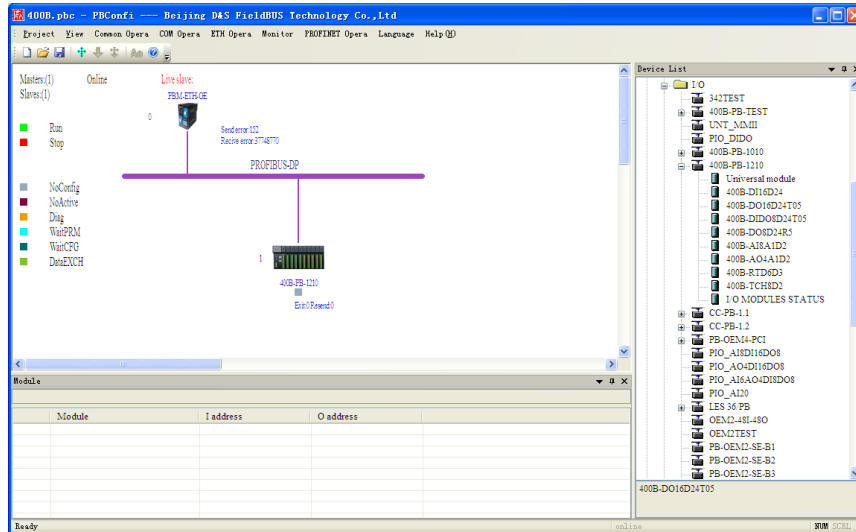 400B.pbc - PBConfi --- Beijing D&S FieldBUS Technology Co.,Ltd
Project View Common Opera COM Opera ETH Opera Monitor PROFINET Opera Language Help(H)
Masters:(1) Online Live slave:
Slaves:(1)
PBM-ETH-GE
0
Run
Stop
Send error:152
Recive error:37748770
PROFIBUS-DP
NoConfig
NoActive
Diag
WaitPRM
WaitCFG
DataEXCH
1
400B-PB-1210
Exit:0 Resend:0
Module
Module I address O address
Device List
I/O
342TEST
400B-PB-TEST
UNT_MMII
PIO_DIDO
400B-PB-1010
400B-PB-1210
Universal module
400B-DI16D24
400B-DO16D24T05
400B-DIDO8D24T05
400B-DO8D24R5
400B-AI8A1D2
400B-AO4A1D2
400B-RTD6D3
400B-TCH8D2
I/O MODULES STATUS
CC-PB-1.1
CC-PB-1.2
PB-OEM4-PCI
PIO_AI8DI16DO8
PIO_AO4DI16DO8
PIO_AI6AO4DI8DO8
PIO_AI20
LES 36/PB
OEM2-48I-48O
OEM2TEST
PB-OEM2-SE-B1
PB-OEM2-SE-B2
PB-OEM2-SE-B3
400B-DO16D24T05
Ready online NUM SCRL